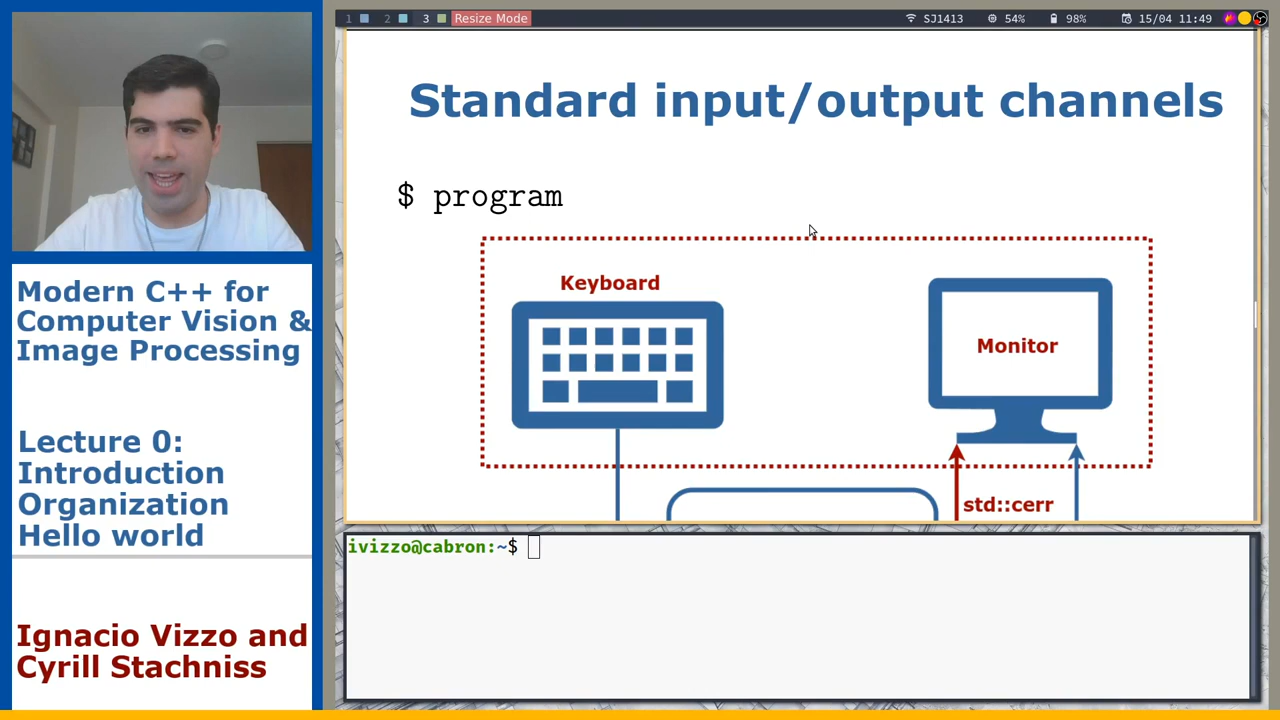 1 2 3 Resize Mode SJ1413 54% 98% 15/04 11:49
Standard input/output channels
$ program
Keyboard
Monitor
std::cerr
ivizzo@cabron:~$
Modern C++ for
Computer Vision &
Image Processing
Lecture 0:
Introduction
Organization
Hello world
Ignacio Vizzo and
Cyrill Stachniss